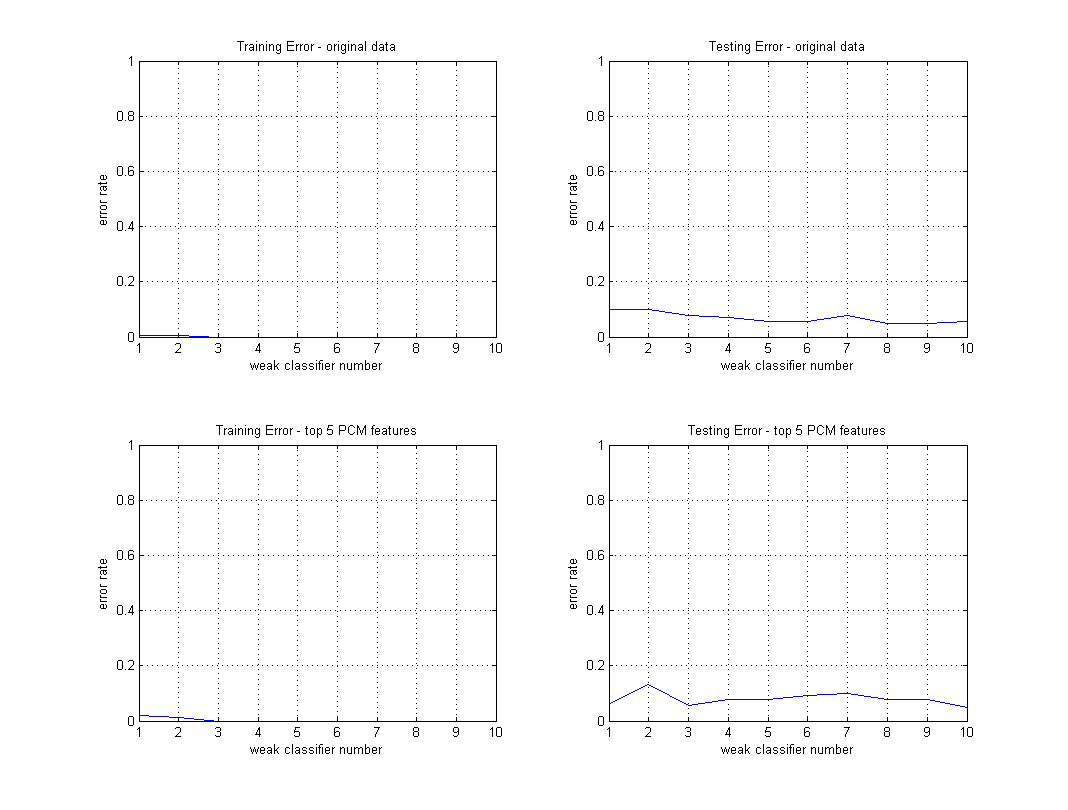 Training Error - original data
1
0.8
0.6
0.4
0.2
0
error rate
1 2 3 4 5 6 7 8 9 10
weak classifier number
Testing Error - original data
1
0.8
0.6
0.4
0.2
0
error rate
1 2 3 4 5 6 7 8 9 10
weak classifier number
Training Error - top 5 PCM features
1
0.8
0.6
0.4
0.2
0
error rate
1 2 3 4 5 6 7 8 9 10
weak classifier number
Testing Error - top 5 PCM features
1
0.8
0.6
0.4
0.2
0
error rate
1 2 3 4 5 6 7 8 9 10
weak classifier number